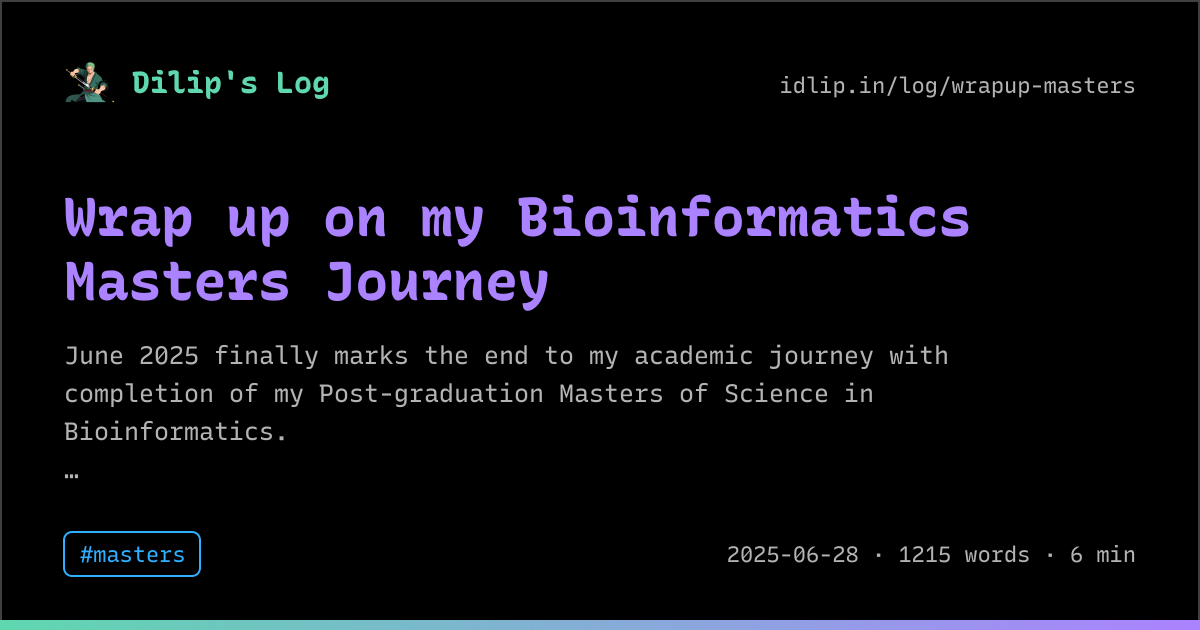 Dilip's Log
idlip.in/log/wrapup-masters
Wrap up on my Bioinformatics
Masters Journey
June 2025 finally marks the end to my academic journey with
completion of my Post-graduation Masters of Science in
Bioinformatics.
…
#masters
2025-06-28 · 1215 words · 6 min